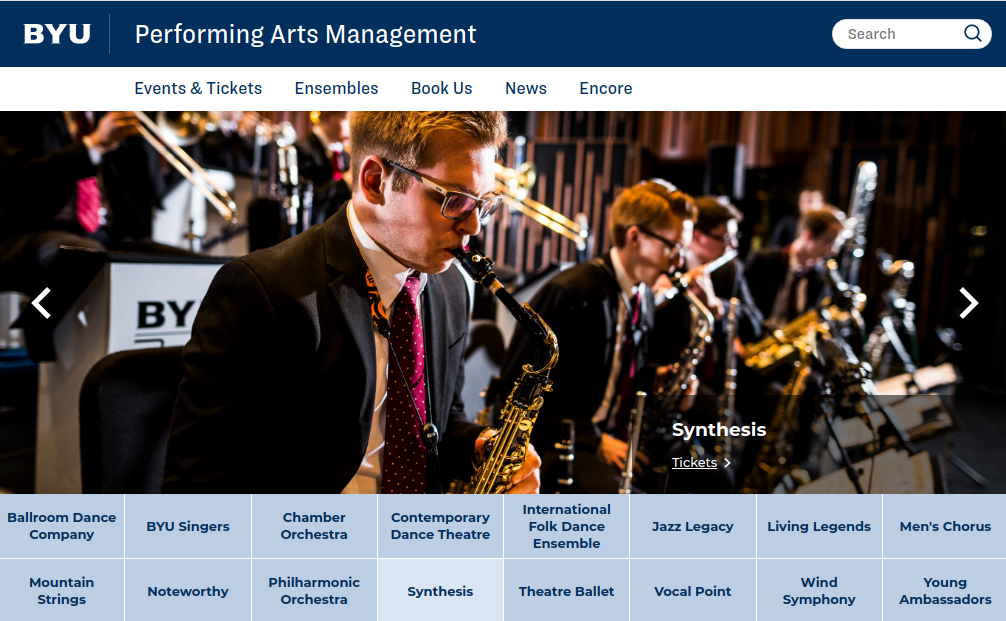 BYU Performing Arts Management Search
Events & Tickets Ensembles Book Us News Encore
BY
Synthesis
Tickets
Ballroom Dance Company
BYU Singers
Chamber Orchestra
Contemporary Dance Theatre
International Folk Dance Ensemble
Jazz Legacy
Living Legends
Men's Chorus
Mountain Strings
Noteworthy
Philharmonic Orchestra
Synthesis
Theatre Ballet
Vocal Point
Wind Symphony
Young Ambassadors